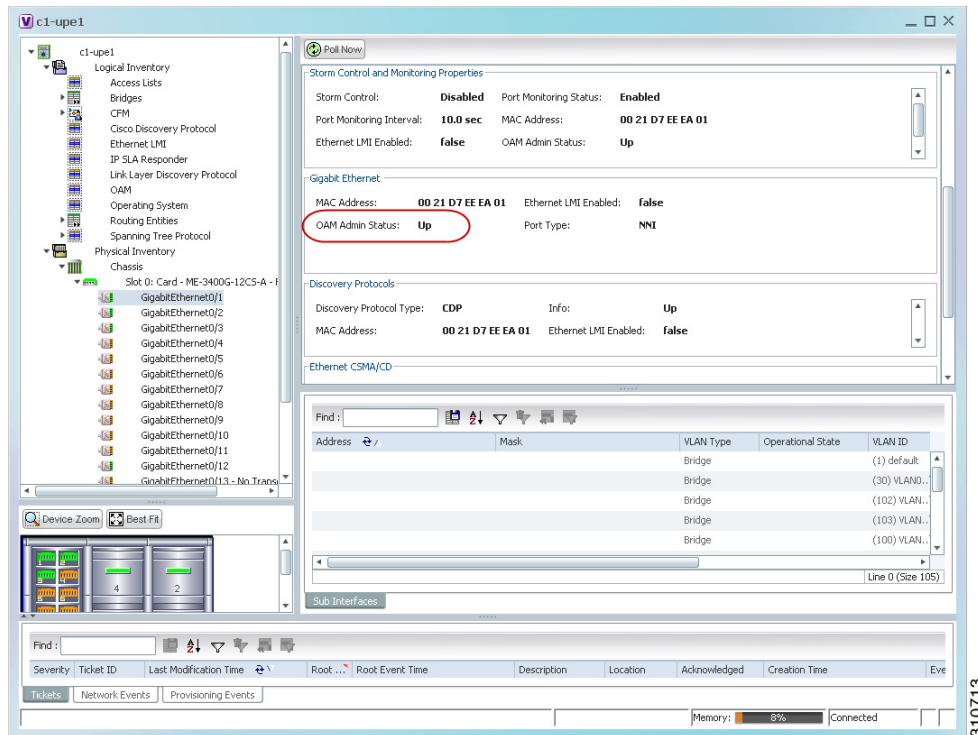 c1-upe1
c1-upe1
Logical Inventory
Access Lists
Bridges
CFM
Cisco Discovery Protocol
Ethernet LMI
IP SLA Responder
Link Layer Discovery Protocol
OAM
Operating System
Routing Entities
Spanning Tree Protocol
Physical Inventory
Chassis
Slot 0: Card - ME-3400G-12CS-A - F
GigabitEthernet0/1
GigabitEthernet0/2
GigabitEthernet0/3
GigabitEthernet0/4
GigabitEthernet0/5
GigabitEthernet0/6
GigabitEthernet0/7
GigabitEthernet0/8
GigabitEthernet0/9
GigabitEthernet0/10
GigabitEthernet0/11
GigabitEthernet0/12
GigabitEthernet0/13 - No Trans
Device Zoom Best Fit
4 2
Poll Now
Storm Control and Monitoring Properties
Storm Control: Disabled Port Monitoring Status: Enabled
Port Monitoring Interval: 10.0 sec MAC Address: 00 21 D7 EE EA 01
Ethernet LMI Enabled: false OAM Admin Status: Up
Gigabit Ethernet
MAC Address: 00 21 D7 EE EA 01 Ethernet LMI Enabled: false
OAM Admin Status: Up Port Type: NNI
Discovery Protocols
Discovery Protocol Type: CDP Info: Up
MAC Address: 00 21 D7 EE EA 01 Ethernet LMI Enabled: false
Ethernet CSMA/CD
Find :
Address Mask VLAN Type Operational State VLAN ID
Bridge (1) default
Bridge (30) VLAN0...
Bridge (102) VLAN...
Bridge (103) VLAN...
Bridge (100) VLAN...
Line 0 (Size 105)
Sub Interfaces
Find :
Severity Ticket ID Last Modification Time Root ... Root Event Time Description Location Acknowledged Creation Time Eve
Tickets Network Events Provisioning Events
Memory: 8% Connected
310713